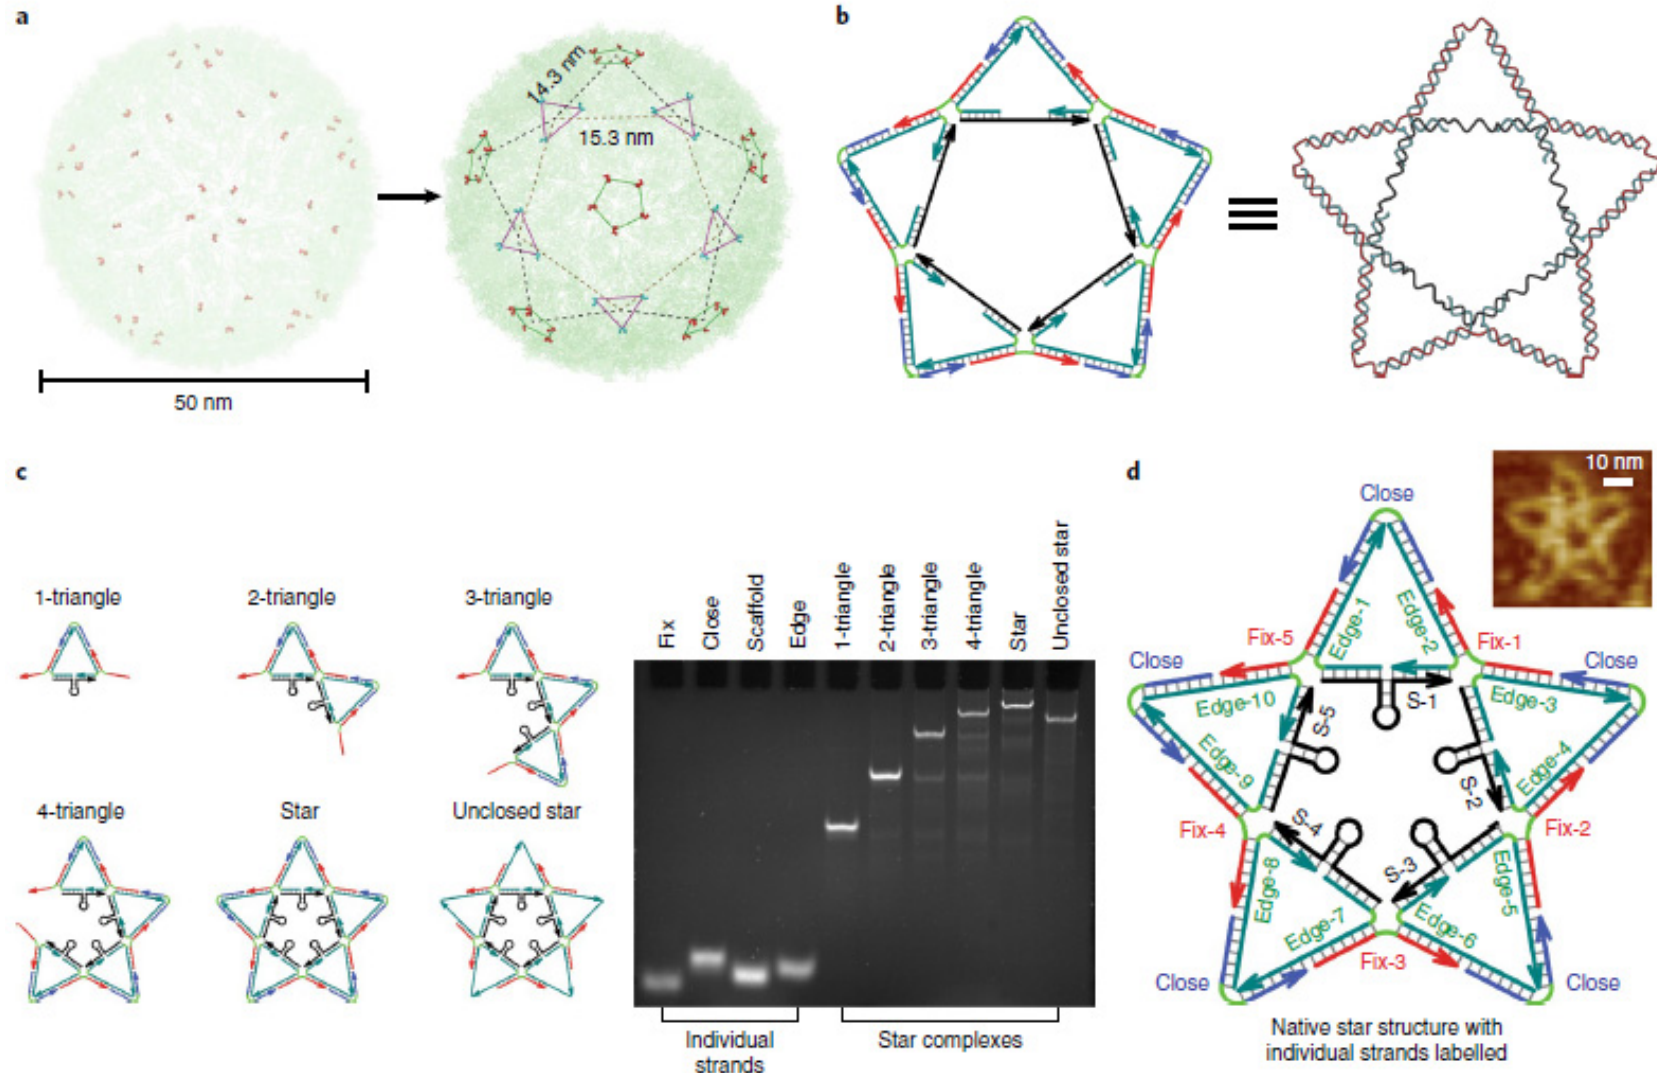 a
14.3 nm
15.3 nm
50 nm
b
c
1-triangle
2-triangle
3-triangle
4-triangle
Star
Unclosed star
Fix
Close
Scaffold
Edge
1-triangle
2-triangle
3-triangle
4-triangle
Star
Unclosed star
Individual
strands
Star complexes
d
10 nm
Close
Edge-1
Edge-2
Fix-5
Fix-1
Close
Close
Edge-10
S-1
Edge-3
S-5
Edge-9
Edge-4
S-2
Fix-4
S-4
Fix-2
S-3
Edge-8
Edge-5
Edge-7
Edge-6
Fix-3
Close
Close
Native star structure with
individual strands labelled